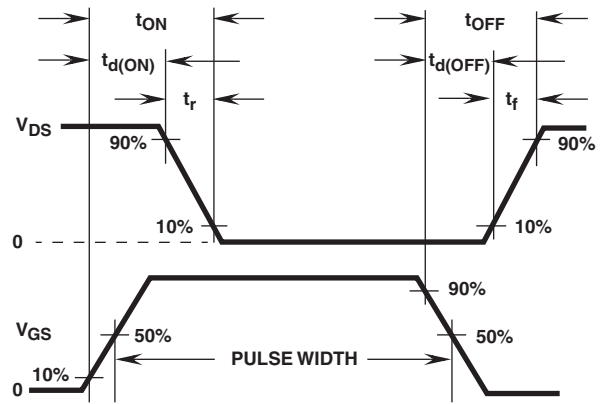 tON tOFF
td(ON) td(OFF)
tr tf
VDS
90% 90%
10% 10%
0
90%
VGS 50% 50%
PULSE WIDTH
10%
0